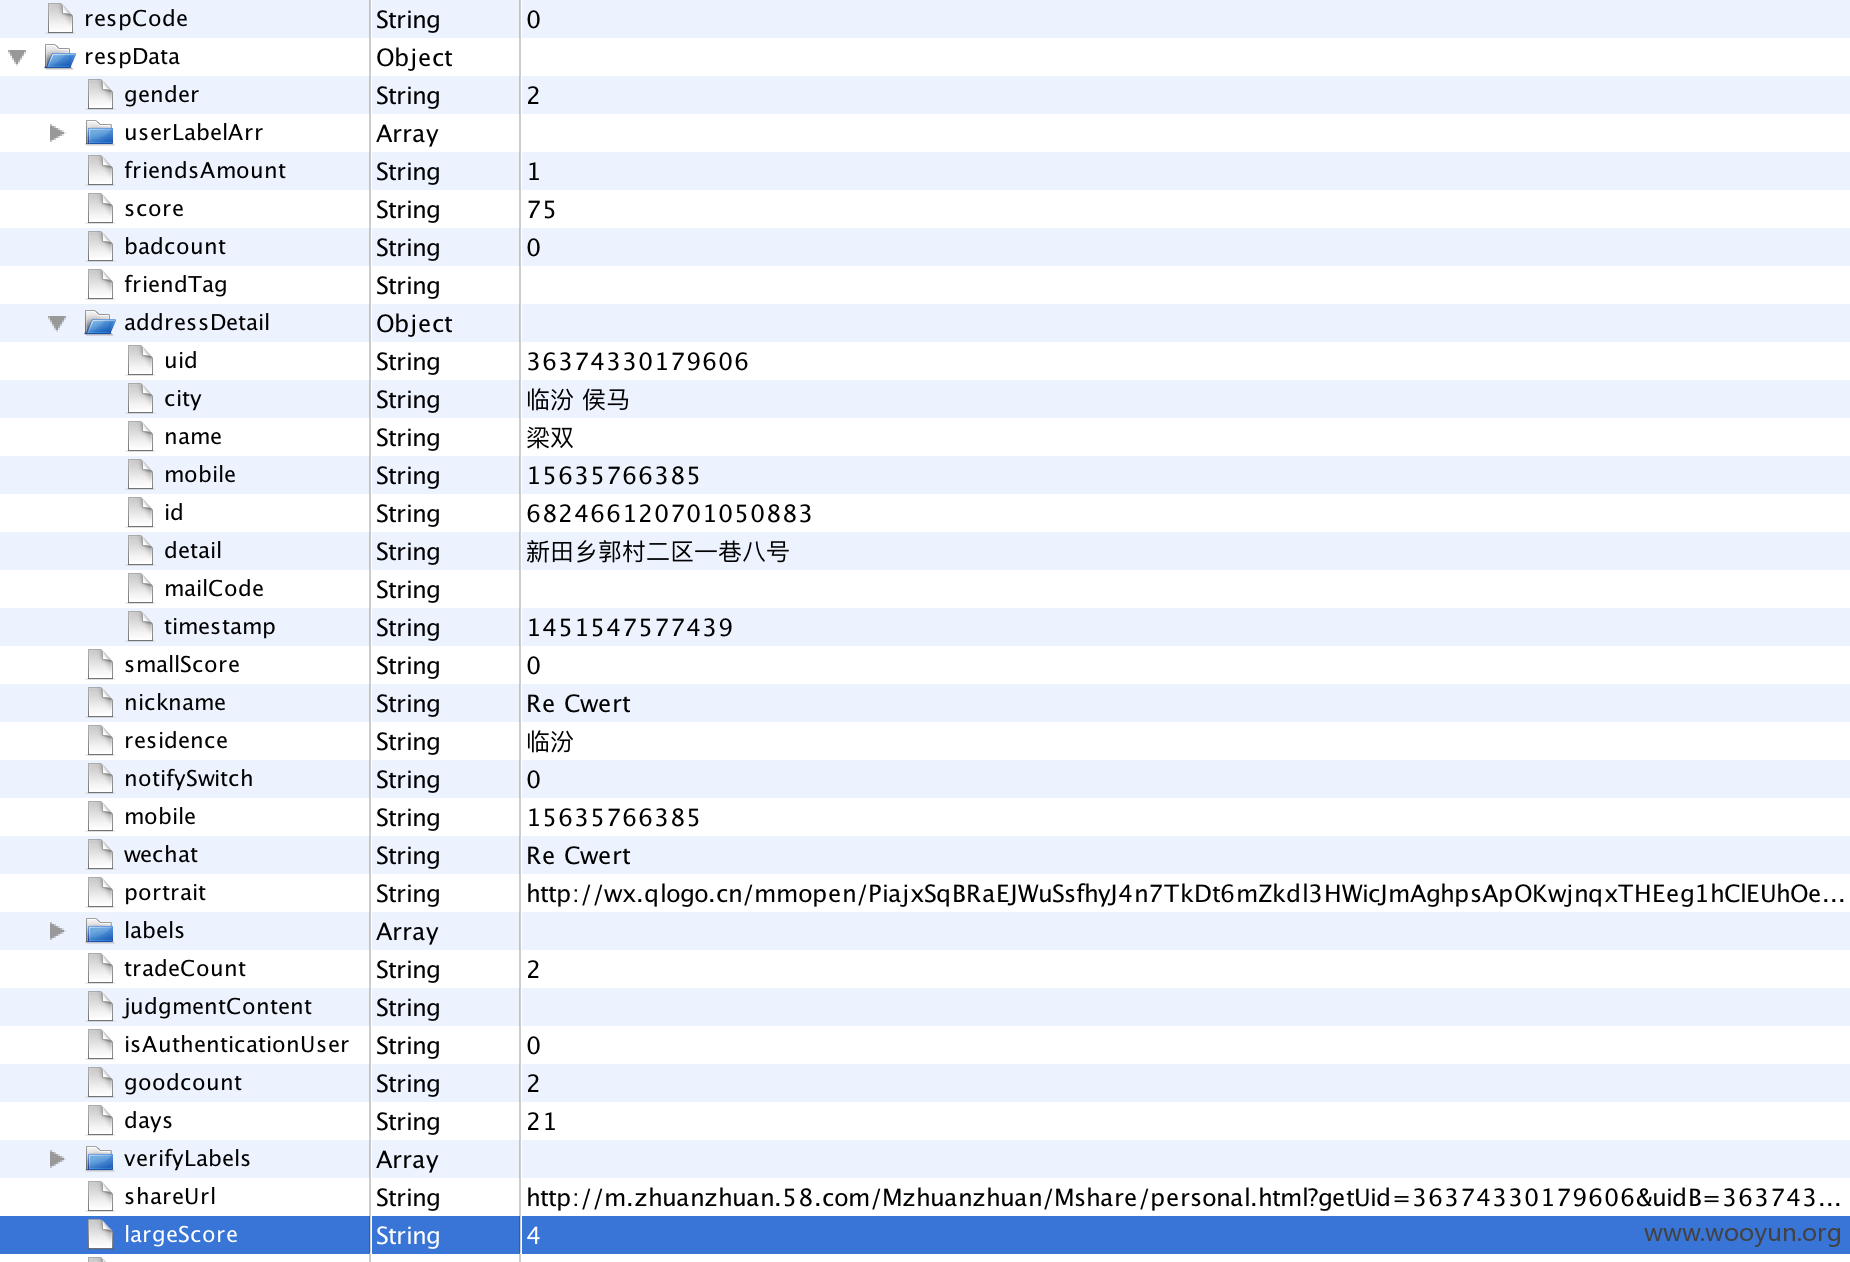 respCode String 0
respData Object
gender String 2
userLabelArr Array
friendsAmount String 1
score String 75
badcount String 0
friendTag String
addressDetail Object
uid String 36374330179606
city String 临汾 侯马
name String 梁双
mobile String 15635766385
id String 682466120701050883
detail String 新田乡郭村二区一巷八号
mailCode String
timestamp String 1451547577439
smallScore String 0
nickname String Re Cwert
residence String 临汾
notifySwitch String 0
mobile String 15635766385
wechat String Re Cwert
portrait String http://wx.qlogo.cn/mmopen/PiajxSqBRaEJWuSsfhyJ4n7TkDt6mZkdl3HWicJmAghpsApOKwjnqxTHEeg1hClEUhOe...
labels Array
tradeCount String 2
judgmentContent String
isAuthenticationUser String 0
goodcount String 2
days String 21
verifyLabels Array
shareUrl String http://m.zhuanzhuan.58.com/Mzhuanzhuan/Mshare/personal.html?getUid=36374330179606&uidB=363743...
largeScore String 4
www.wooyun.org